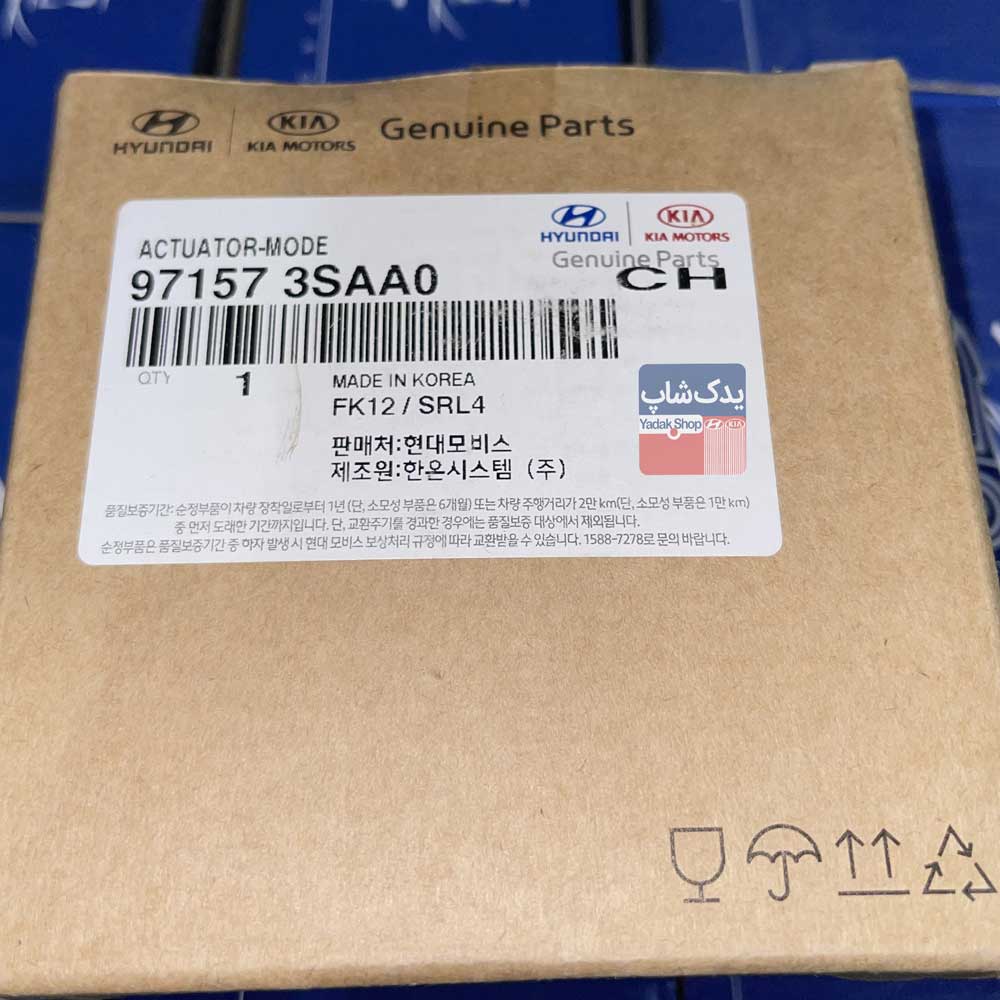 HYUNDAI
KIA
KIA MOTORS
Genuine Parts
HYUNDAI
KIA
KIA MOTORS
Genuine Parts
ACTUATOR-MODE
97157 3SAA0
CH
QTY 1
MADE IN KOREA
FK12 / SRL4
판매처:현대모비스
제조원:한온시스템 (주)
یدک شاپ
Yadak Shop
KIA
품질보증기간: 순정부품이 차량 장착일로부터 1년 (단, 소모성 부품은 6개월) 또는 차량 주행거리가 2만 km(단, 소모성 부품은 1만 km)
중 먼저 도래한 기간까지입니다. 단, 교환주기를 경과한 경우에는 품질보증 대상에서 제외됩니다.
순정부품은 품질보증기간 중 하자 발생 시 현대 모비스 보상처리 규정에 따라 교환받을 수 있습니다. 1588-7278로 문의 바랍니다.